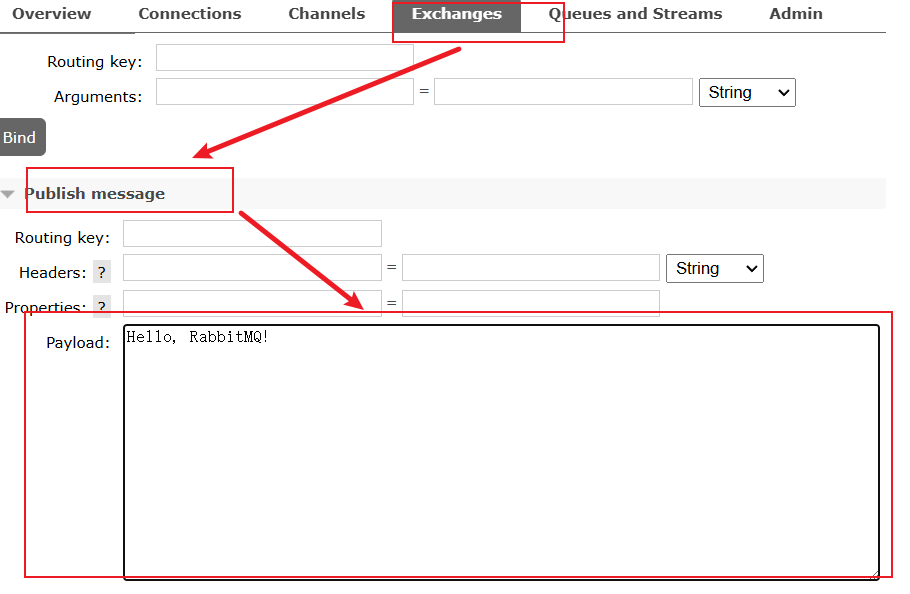 Overview Connections Channels Exchanges Queues and Streams Admin
Routing key:
Arguments: = String
Bind
Publish message
Routing key:
Headers: ? = String
Properties: ? =
Payload: Hello, RabbitMQ!